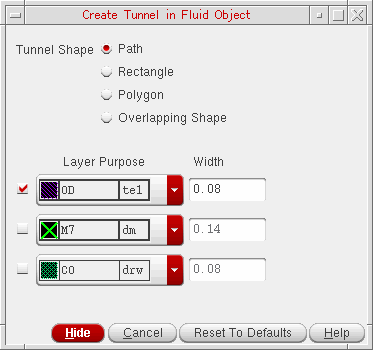 Create Tunnel in Fluid Object
Tunnel Shape Path
Rectangle
Polygon
Overlapping Shape
Layer Purpose Width
OD te1 0.08
M7 dm 0.14
CO drw 0.08
Hide Cancel Reset To Defaults Help